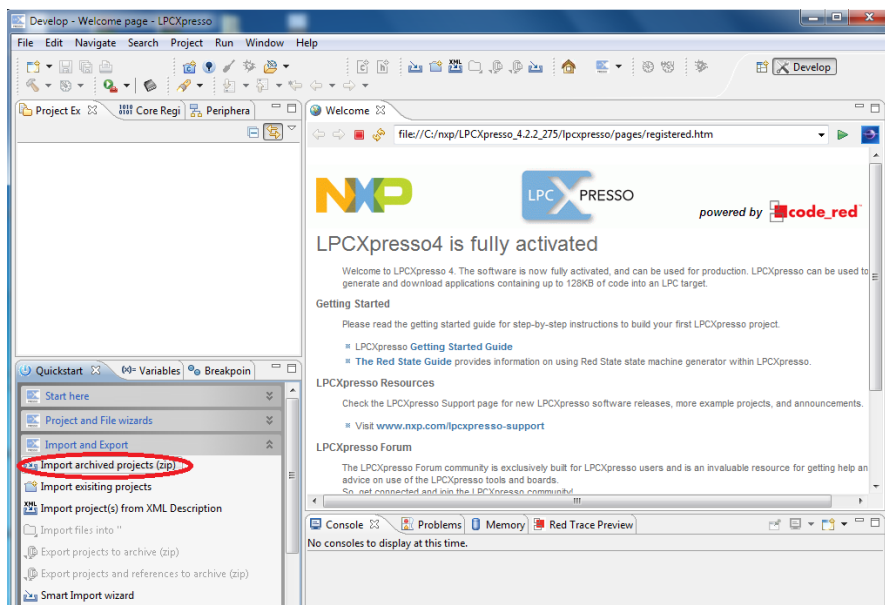 Develop - Welcome page - LPCXpresso
File Edit Navigate Search Project Run Window Help
Develop
Project Ex
Core Regi
Periphera
Welcome
file://C:/nxp/LPCXpresso_4.2.2_275/lpcxpresso/pages/registered.htm
NXP
LPC XPRESSO
powered by code_red
LPCXpresso4 is fully activated
Welcome to LPCXpresso 4. The software is now fully activated, and can be used for production. LPCXpresso can be used to
generate and download applications containing up to 128KB of code into an LPC target.
Getting Started
Please read the getting started guide for step-by-step instructions to build your first LPCXpresso project.
LPCXpresso Getting Started Guide
The Red State Guide provides information on using Red State state machine generator within LPCXpresso.
LPCXpresso Resources
Check the LPCXpresso Support page for new LPCXpresso software releases, more example projects, and announcements.
Visit www.nxp.com/lpcxpresso-support
LPCXpresso Forum
The LPCXpresso Forum community is exclusively built for LPCXpresso users and is an invaluable resource for getting help an
advice on use of the LPCXpresso tools and boards.
So, get connected and join the LPCXpresso community!
Quickstart
(x)= Variables
Breakpoin
Start here
Project and File wizards
Import and Export
Import archived projects (zip)
Import exisiting projects
XML Import project(s) from XML Description
Import files into ''
Export projects to archive (zip)
Export projects and references to archive (zip)
Smart Import wizard
Console
Problems
Memory
Red Trace Preview
No consoles to display at this time.